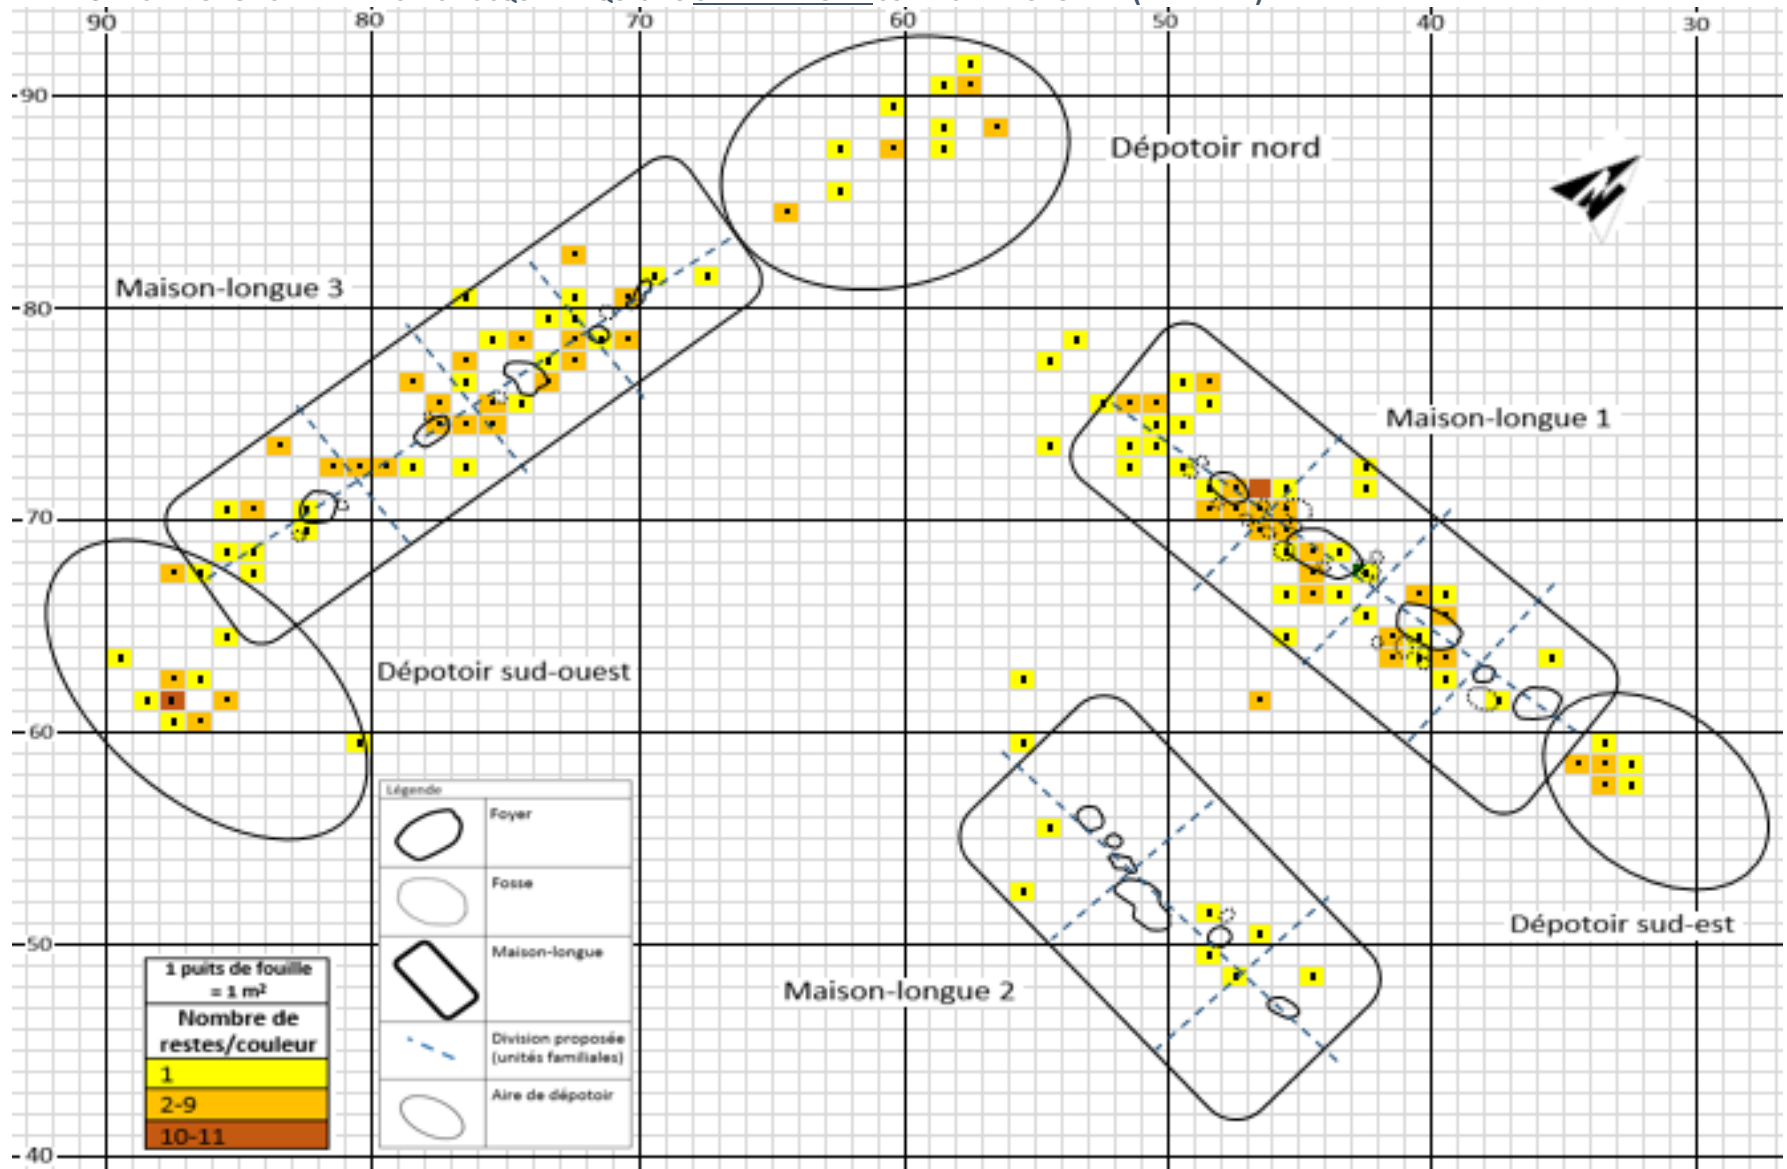 90 80 70 60 50 40 30
90
Dépotoir nord
Maison-longue 3
80
Maison-longue 1
70
Dépotoir sud-ouest
60
Légende
Foyer
Fosse
Maison-longue
Division proposée
(unités familiales)
Aire de dépotoir
Dépotoir sud-est
50
Maison-longue 2
1 puits de fouille
= 1 m²
Nombre de
restes/couleur
1
2-9
10-11
40
N